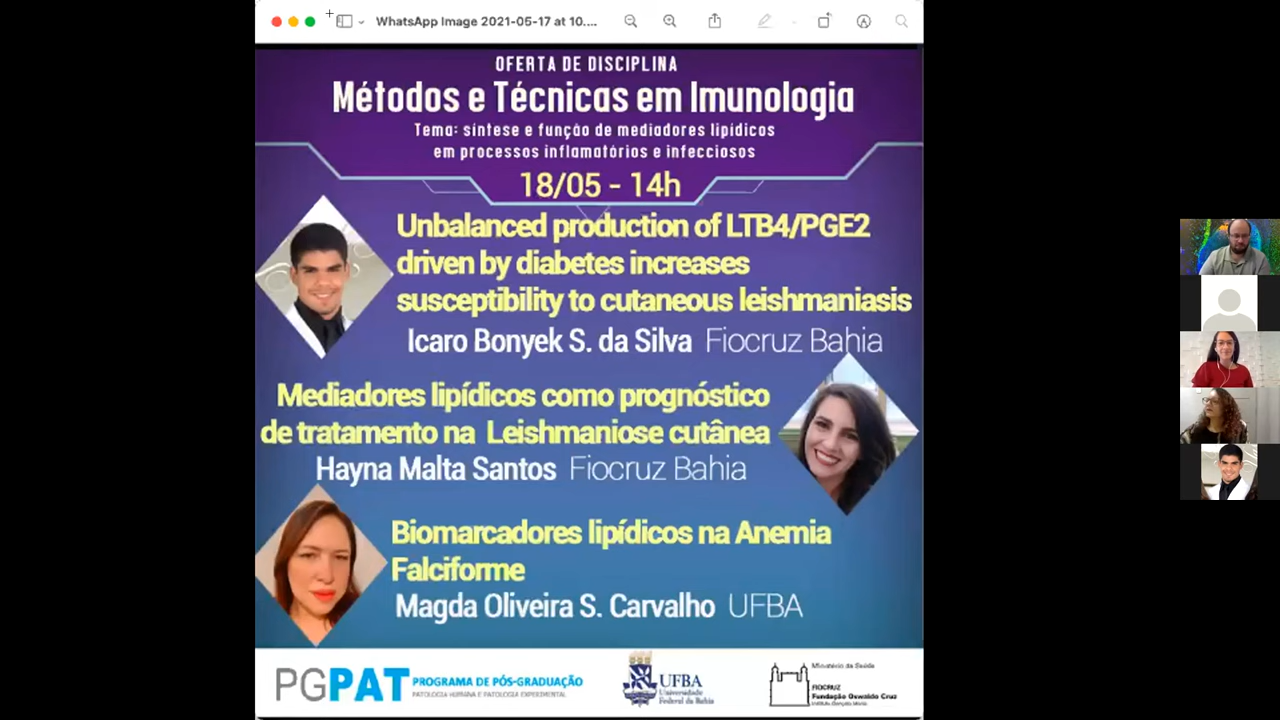 WhatsApp Image 2021-05-17 at 10....
OFERTA DE DISCIPLINA
Métodos e Técnicas em Imunologia
Tema: síntese e função de mediadores lipídicos
em processos inflamatórios e infecciosos
18/05 - 14h
Unbalanced production of LTB4/PGE2
driven by diabetes increases
susceptibility to cutaneous leishmaniasis
Icaro Bonyek S. da Silva Fiocruz Bahia
Mediadores lipídicos como prognóstico
de tratamento na Leishmaniose cutânea
Hayna Malta Santos Fiocruz Bahia
Biomarcadores lipídicos na Anemia
Falciforme
Magda Oliveira S. Carvalho UFBA
PGPAT PROGRAMA DE PÓS-GRADUAÇÃO
PATOLOGIA HUMANA E PATOLOGIA EXPERIMENTAL
UFBA
Universidade
Federal da Bahia
Ministério da Saúde
FIOCRUZ
Fundação Oswaldo Cruz
Instituto Gonçalo Moniz